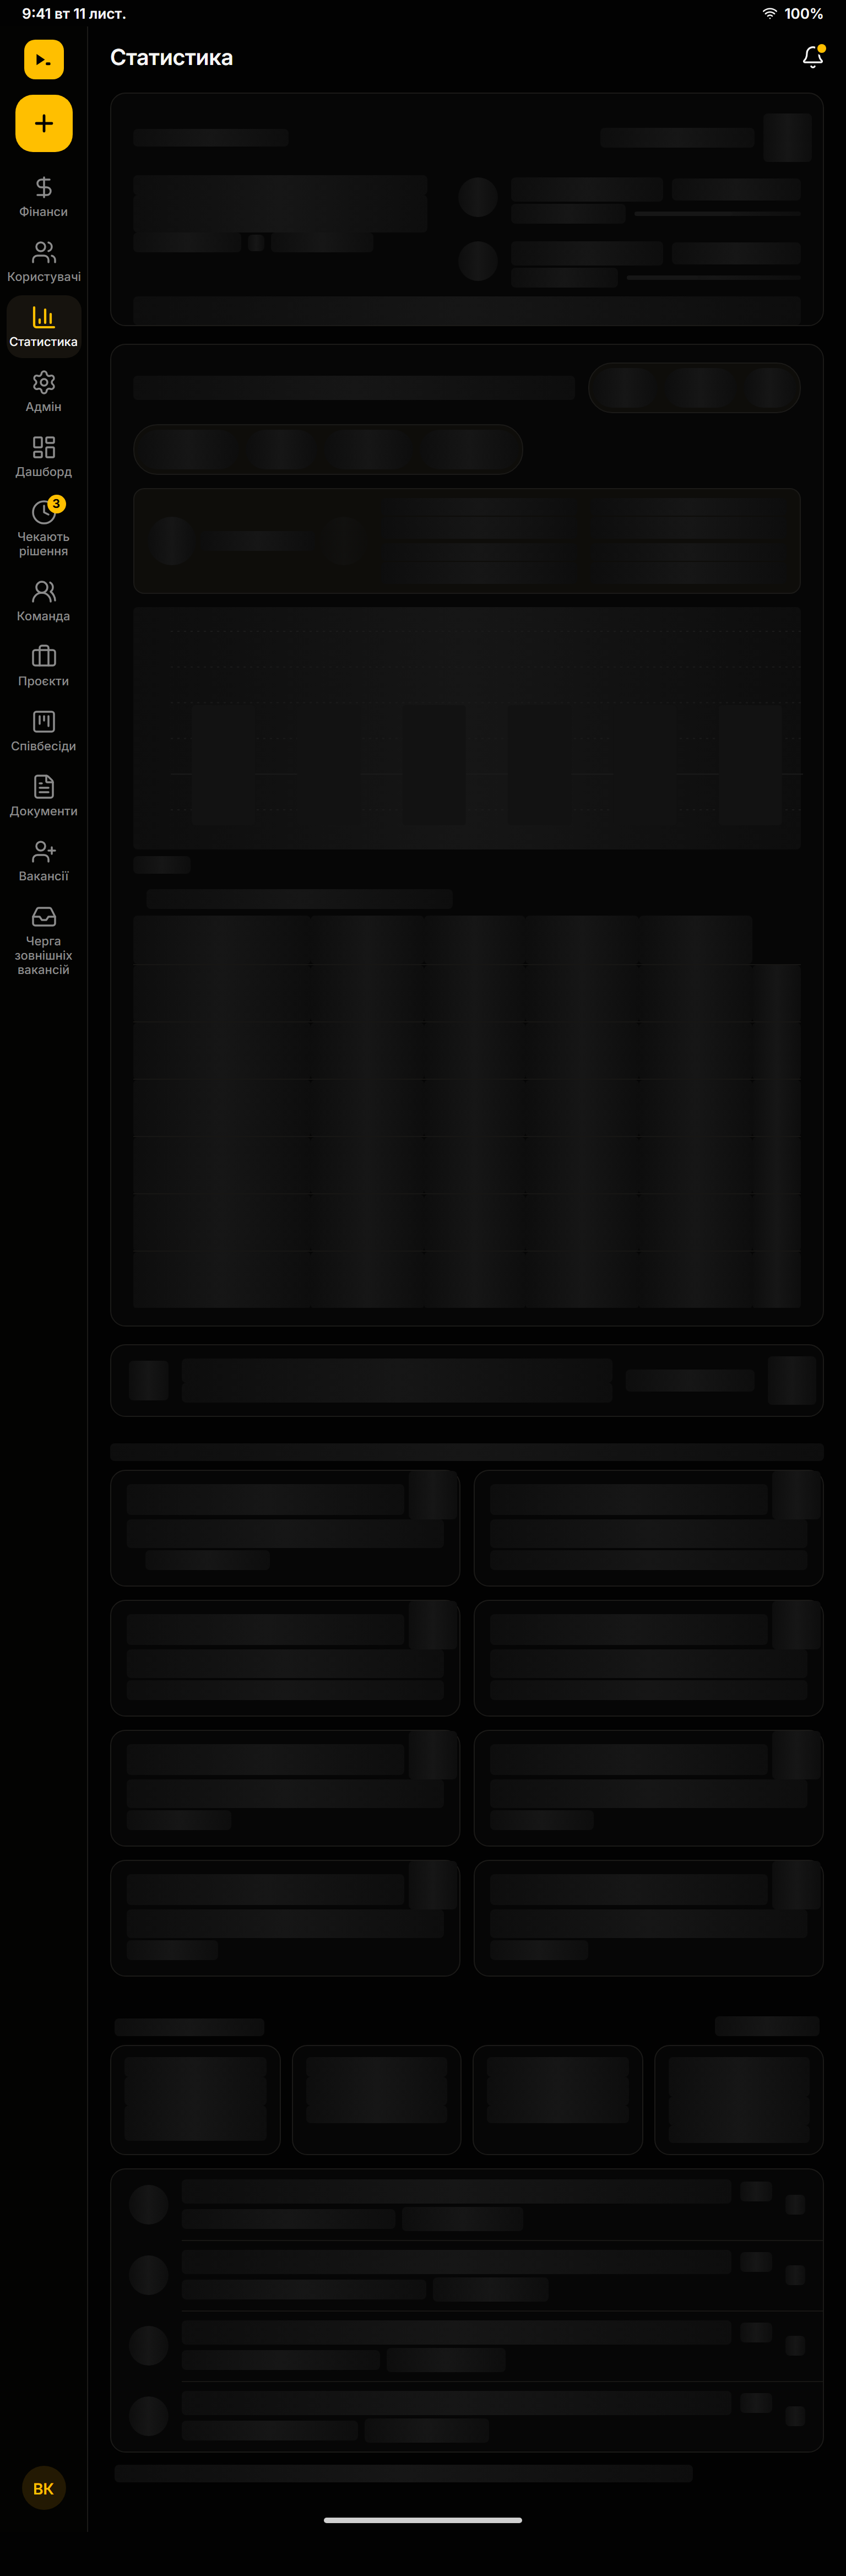 9:41 вт 11 лист.
100%
Статистика
Фінанси
Користувачі
Статистика
Адмін
Дашборд
3
Чекають
рішення
Команда
Проєкти
Співбесіди
Документи
Вакансії
Черга
зовнішніх
вакансій
ВК